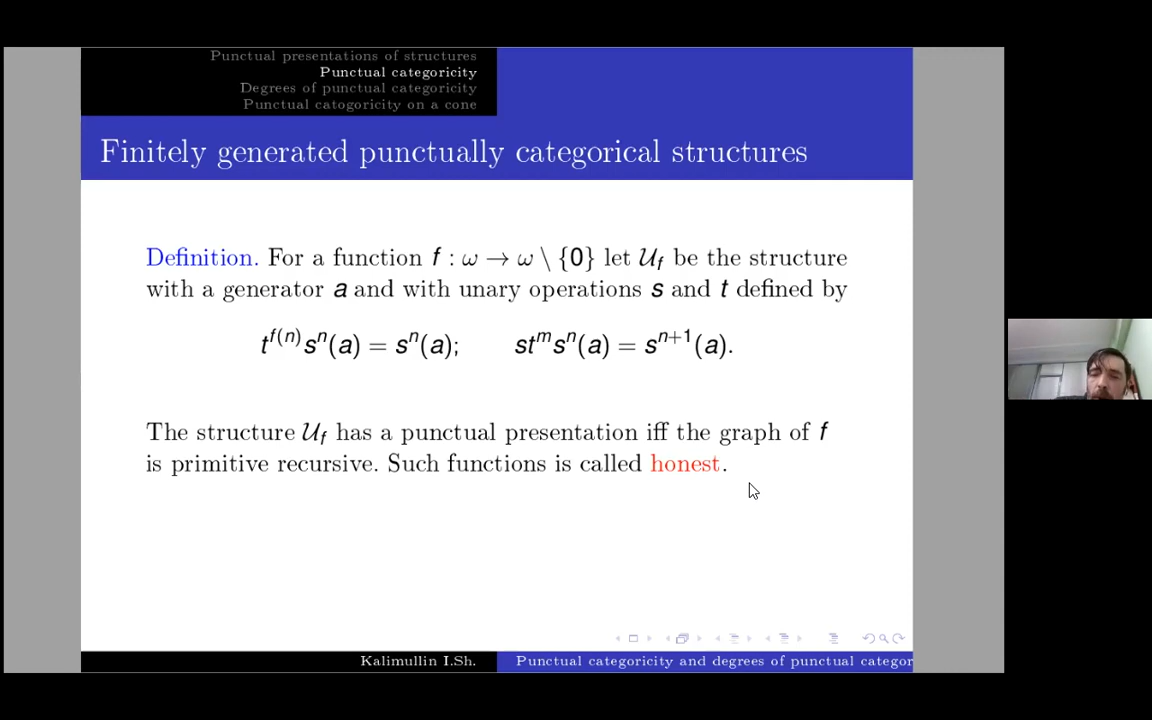 Punctual presentations of structures
Punctual categoricity
Degrees of punctual categoricity
Punctual catogoricity on a cone
Finitely generated punctually categorical structures
Definition. For a function f : ω → ω \ {0} let 𝒰_f be the structure
with a generator a and with unary operations s and t defined by
t^{f(n)}s^n(a) = s^n(a); st^m s^n(a) = s^{n+1}(a).
The structure 𝒰_f has a punctual presentation iff the graph of f
is primitive recursive. Such functions is called honest.
Kalimullin I.Sh.
Punctual categoricity and degrees of punctual categor